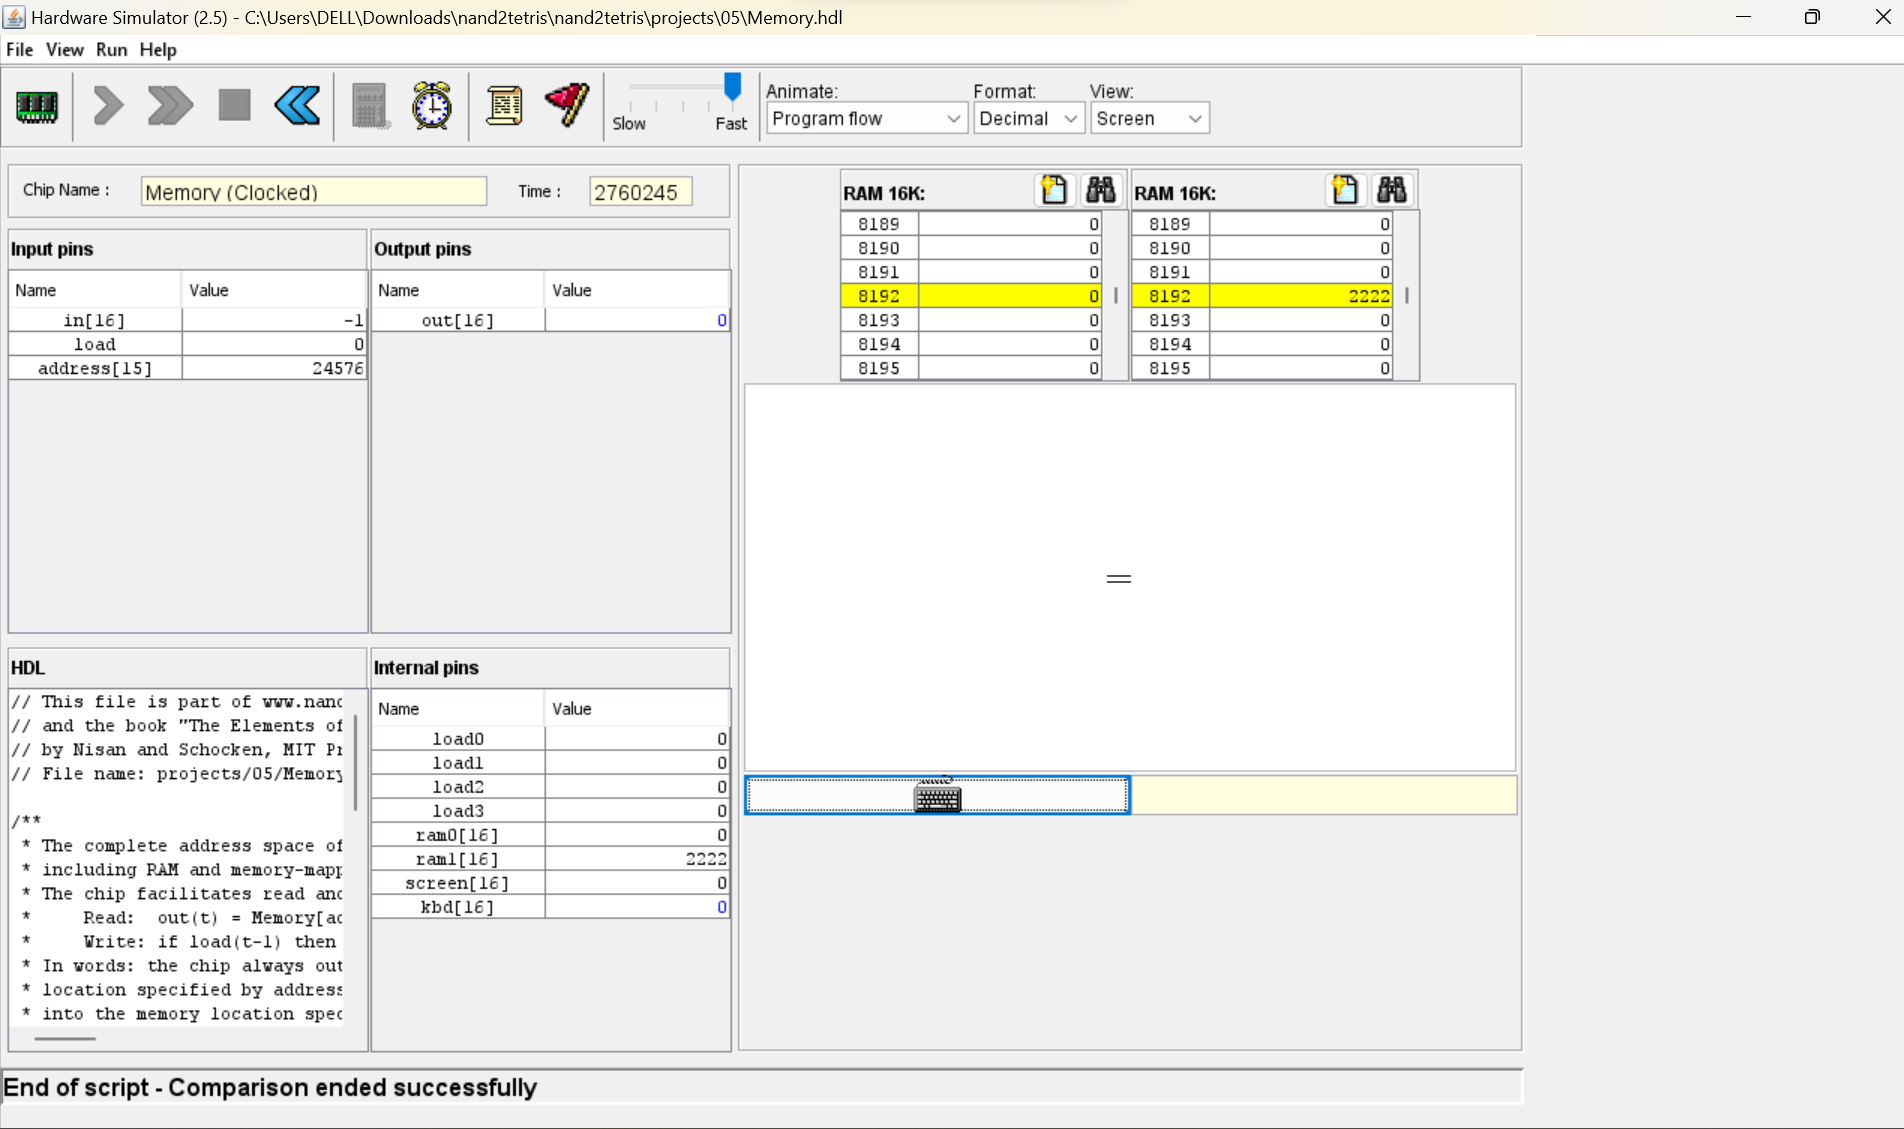 Hardware Simulator (2.5) - C:\Users\DELL\Downloads\nand2tetris\nand2tetris\projects\05\Memory.hdl
File View Run Help
Slow Fast
Animate: Format: View:
Program flow Decimal Screen
Chip Name : Memory (Clocked) Time : 2760245
Input pins
Name Value
in[16] -1
load 0
address[15] 24576
Output pins
Name Value
out[16] 0
HDL
// This file is part of www.nand
// and the book "The Elements of
// by Nisan and Schocken, MIT Pr
// File name: projects/05/Memory
/**
* The complete address space of
* including RAM and memory-mapp
* The chip facilitates read and
* Read: out(t) = Memory[ad
* Write: if load(t-1) then
* In words: the chip always out
* location specified by address
* into the memory location spec
Internal pins
Name Value
load0 0
load1 0
load2 0
load3 0
ram0[16] 0
ram1[16] 2222
screen[16] 0
kbd[16] 0
RAM 16K:
8189 0
8190 0
8191 0
8192 0
8193 0
8194 0
8195 0
RAM 16K:
8189 0
8190 0
8191 0
8192 2222
8193 0
8194 0
8195 0
End of script - Comparison ended successfully